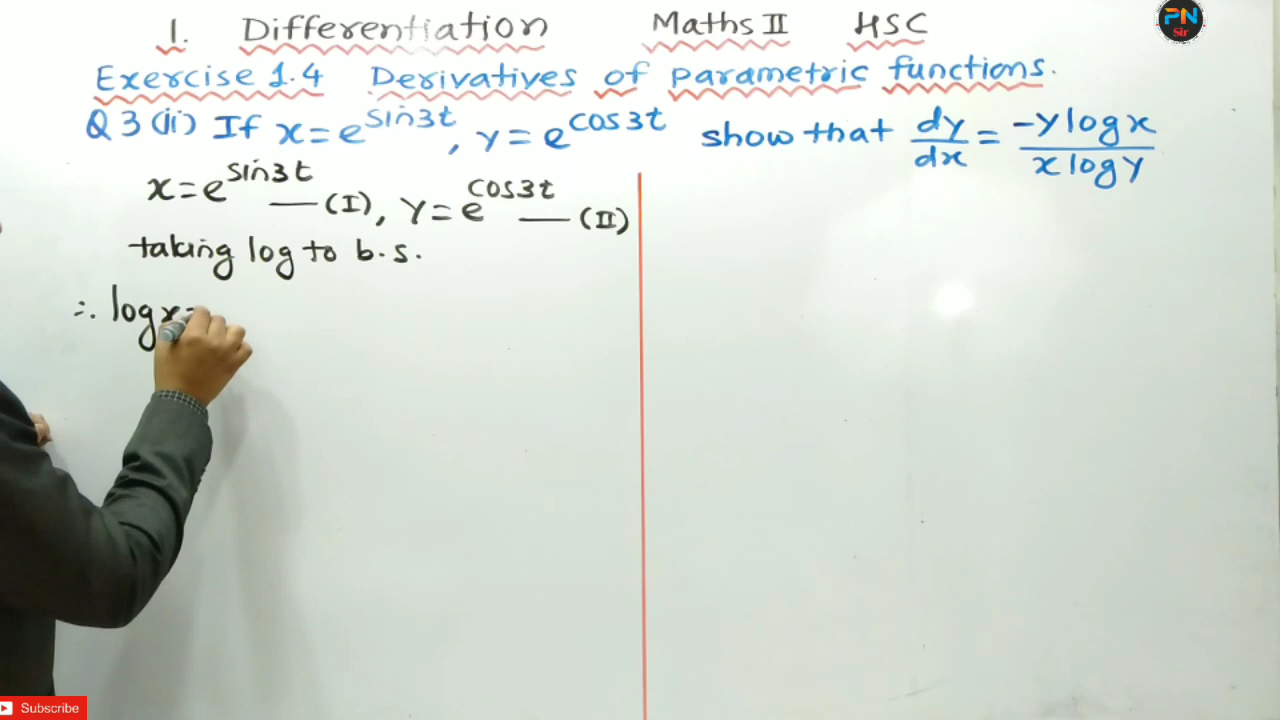 1. Differentiation Maths II HSC
PN Sir
Exercise 1.4 Derivatives of parametric functions.
Q 3 (ii) If x = e^sin3t , y = e^cos3t show that dy/dx = -y log x / x log y
x = e^sin3t — (I), y = e^cos3t — (II)
taking log to b.s.
∴ log x =
Subscribe